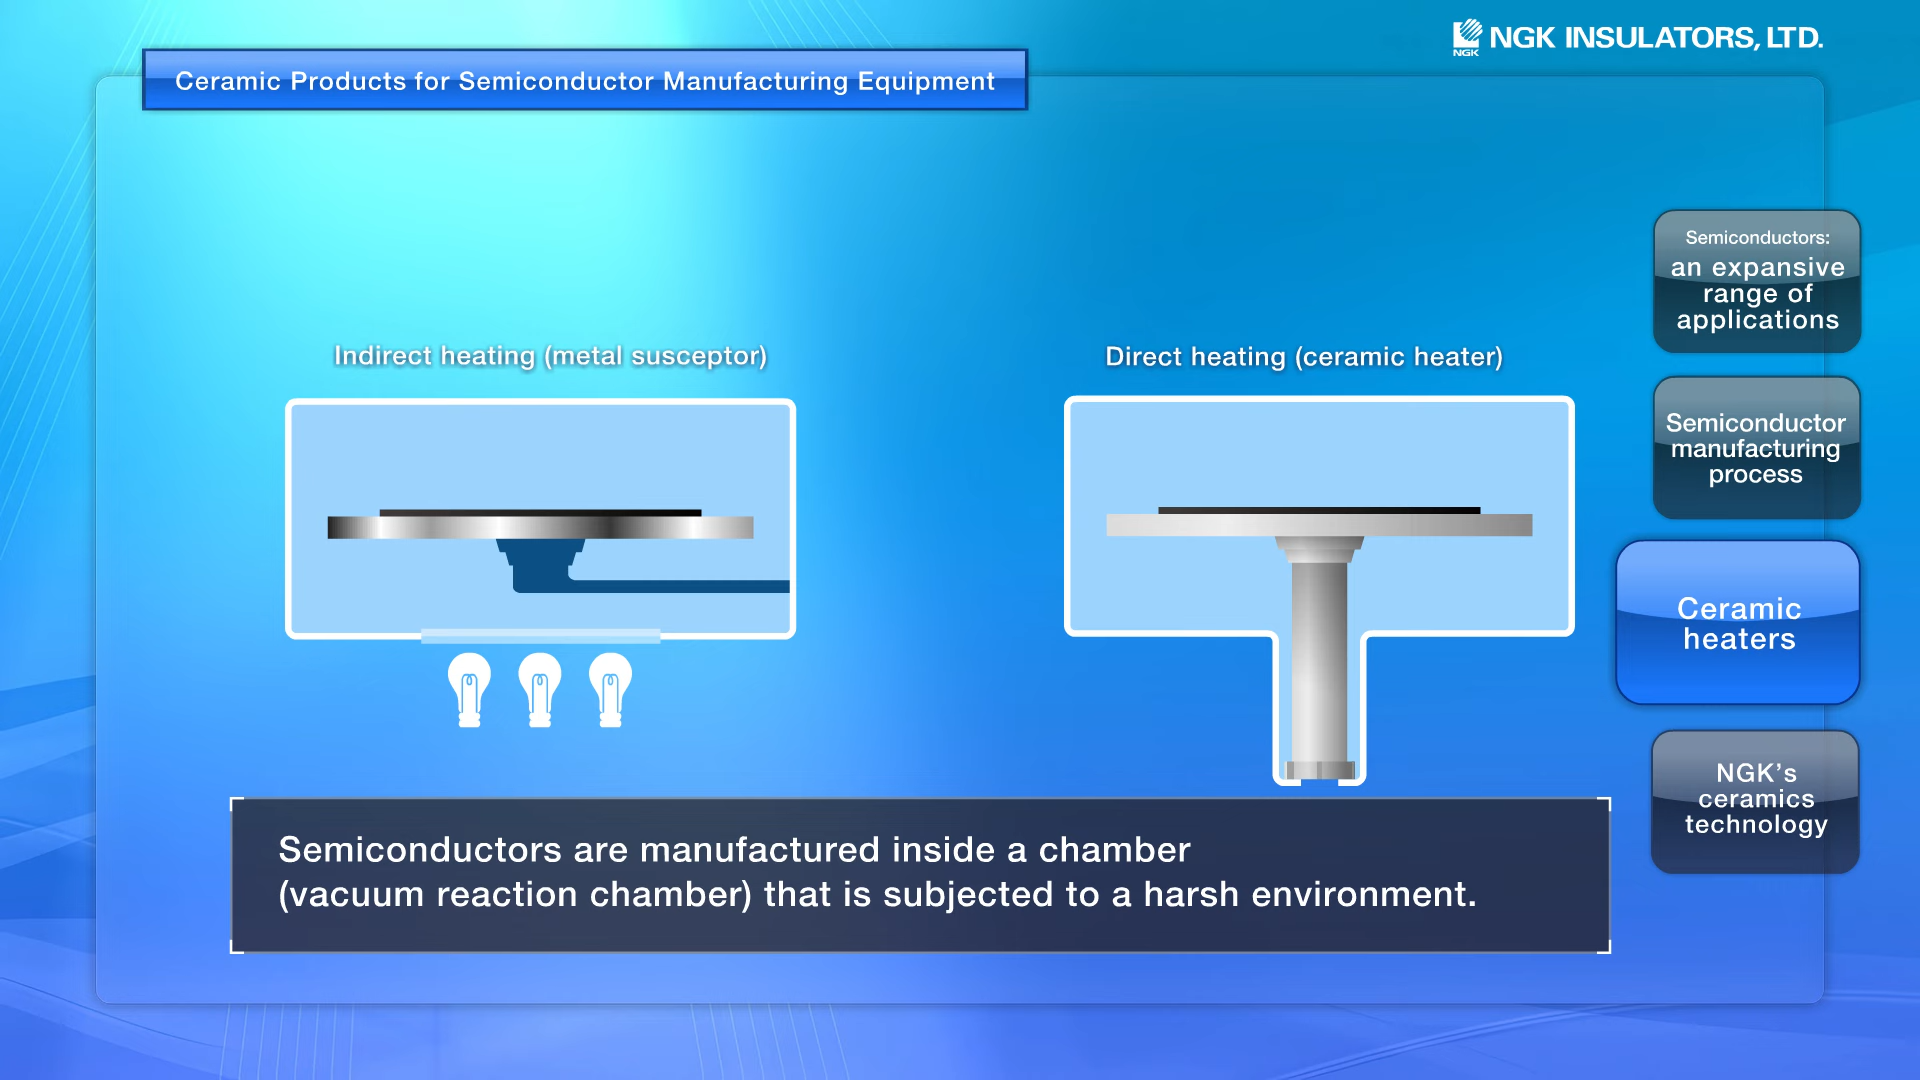 NGK INSULATORS, LTD.
NGK
Ceramic Products for Semiconductor Manufacturing Equipment
Indirect heating (metal susceptor)
Direct heating (ceramic heater)
Semiconductors:
an expansive
range of
applications
Semiconductor
manufacturing
process
Ceramic
heaters
NGK’s
ceramics
technology
Semiconductors are manufactured inside a chamber
(vacuum reaction chamber) that is subjected to a harsh environment.